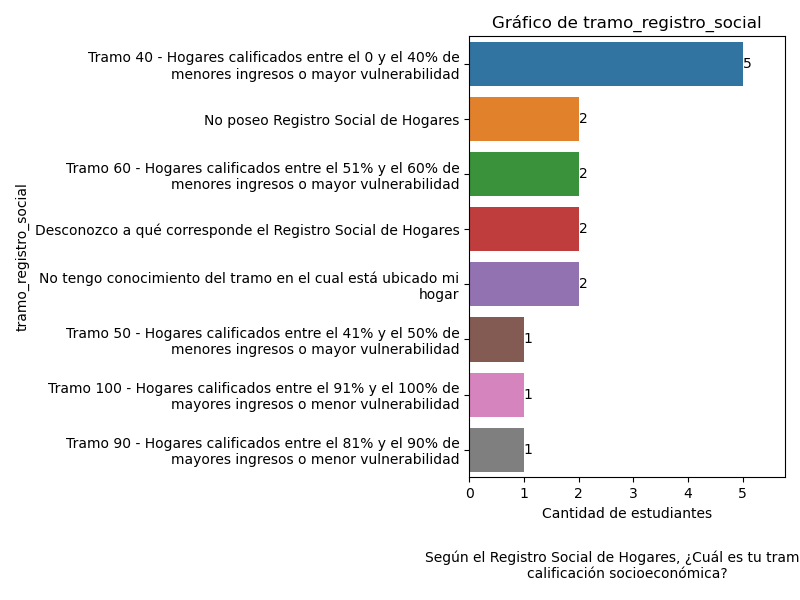 Gráfico de tramo_registro_social
tramo_registro_social
Tramo 40 - Hogares calificados entre el 0 y el 40% de
menores ingresos o mayor vulnerabilidad
5
No poseo Registro Social de Hogares
2
Tramo 60 - Hogares calificados entre el 51% y el 60% de
menores ingresos o mayor vulnerabilidad
2
Desconozco a qué corresponde el Registro Social de Hogares
2
No tengo conocimiento del tramo en el cual está ubicado mi
hogar
2
Tramo 50 - Hogares calificados entre el 41% y el 50% de
menores ingresos o mayor vulnerabilidad
1
Tramo 100 - Hogares calificados entre el 91% y el 100% de
mayores ingresos o menor vulnerabilidad
1
Tramo 90 - Hogares calificados entre el 81% y el 90% de
mayores ingresos o menor vulnerabilidad
1
0 1 2 3 4 5
Cantidad de estudiantes
Según el Registro Social de Hogares, ¿Cuál es tu tram
calificación socioeconómica?